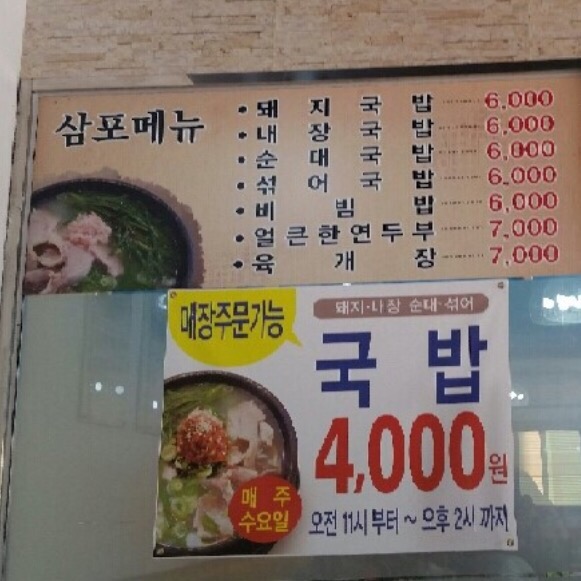 삼포메뉴
• 돼지국밥 6,000
• 내장국밥 6,000
• 순대국밥 6,000
• 섞어국밥 6,000
• 비빔밥 6,000
• 얼큰한연두부 7,000
• 육개장 7,000
매장주문가능
돼지·내장 순대·섞어
국밥
4,000원
매주
수요일
오전 11시부터 ~ 오후 2시 까지